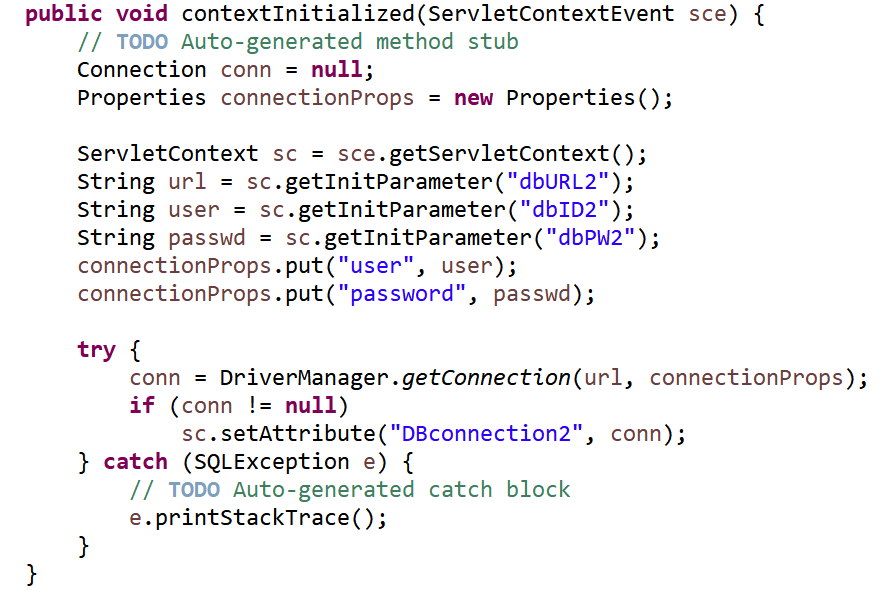 public void contextInitialized(ServletContextEvent sce) {
    // TODO Auto-generated method stub
    Connection conn = null;
    Properties connectionProps = new Properties();

    ServletContext sc = sce.getServletContext();
    String url = sc.getInitParameter("dbURL2");
    String user = sc.getInitParameter("dbID2");
    String passwd = sc.getInitParameter("dbPW2");
    connectionProps.put("user", user);
    connectionProps.put("password", passwd);

    try {
        conn = DriverManager.getConnection(url, connectionProps);
        if (conn != null)
            sc.setAttribute("DBconnection2", conn);
    } catch (SQLException e) {
        // TODO Auto-generated catch block
        e.printStackTrace();
    }
}